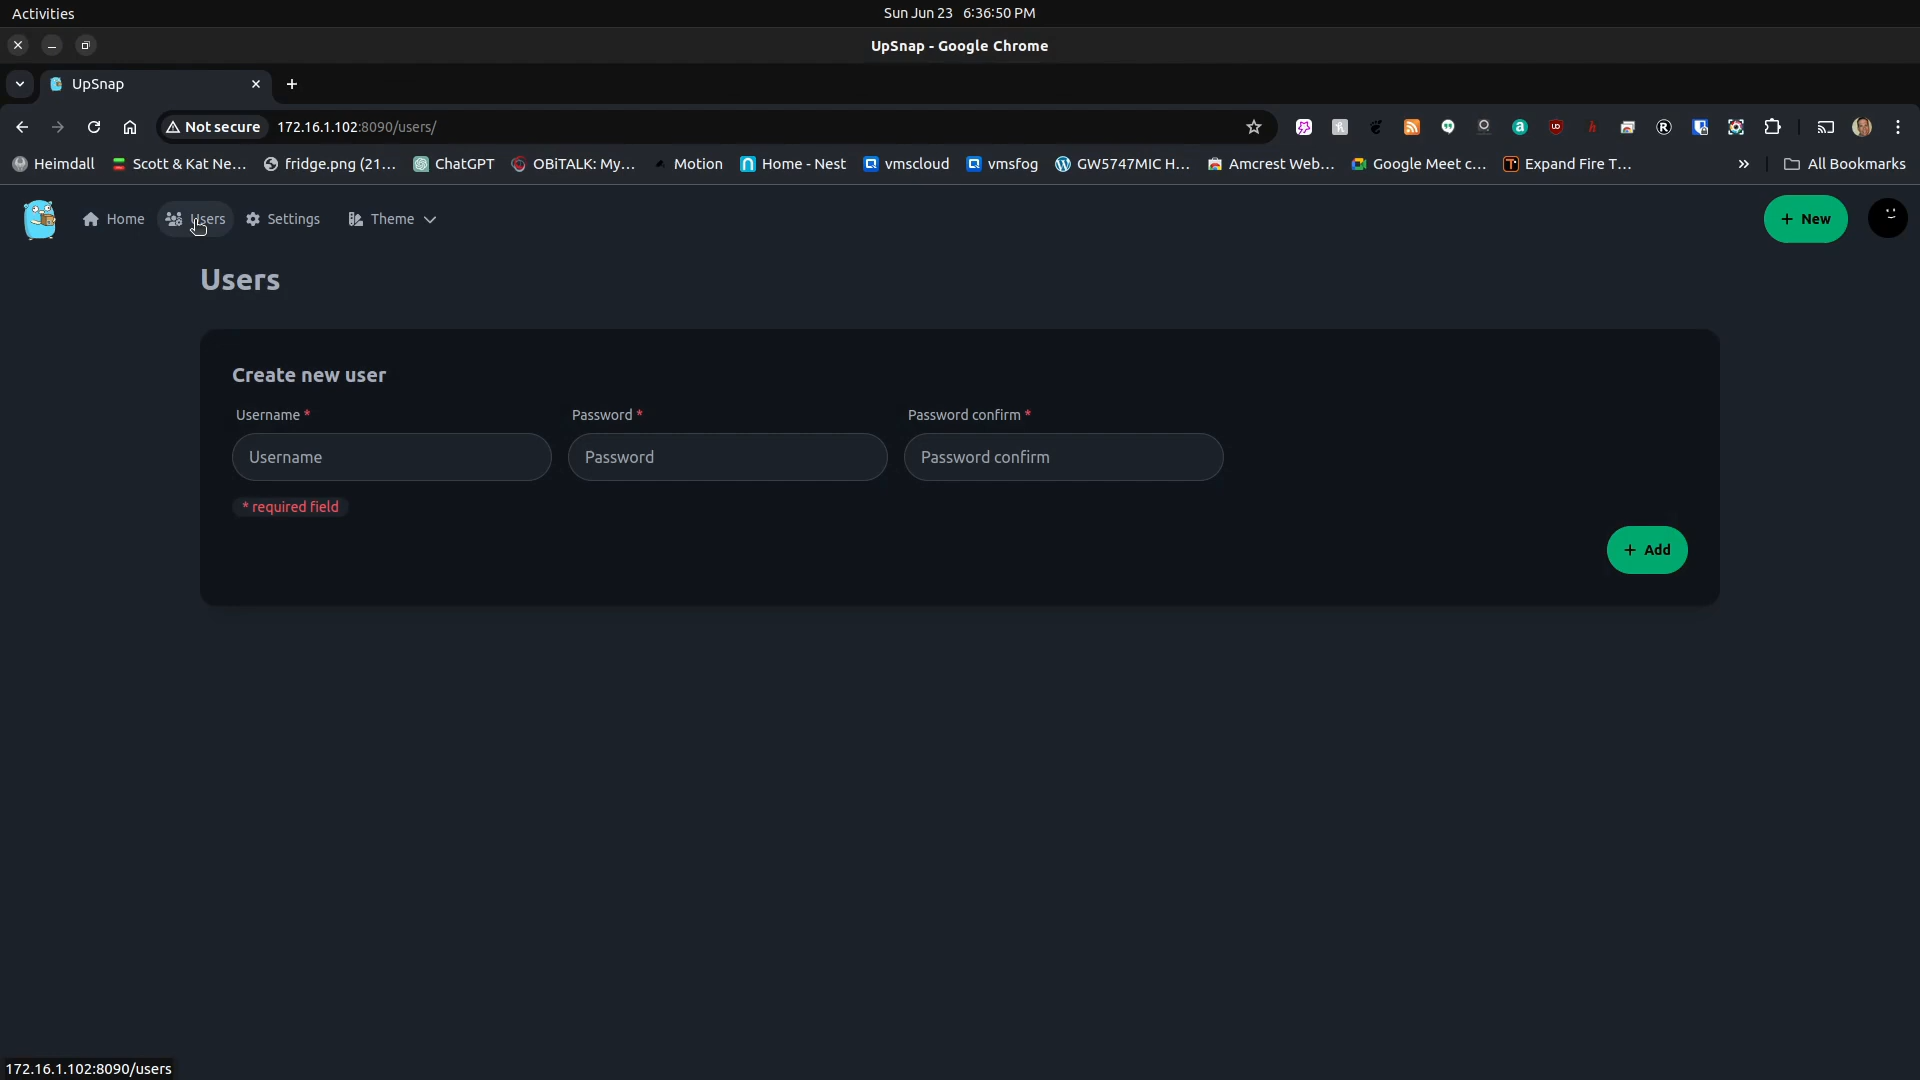 Activities
Sun Jun 23 6:36:50 PM
UpSnap - Google Chrome
UpSnap
Not secure 172.16.1.102:8090/users/
Heimdall Scott & Kat Ne... fridge.png (21... ChatGPT OBiTALK: My... Motion Home - Nest vmscloud vmsfog GW5747MIC H... Amcrest Web... Google Meet c... Expand Fire T... » All Bookmarks
Home Users Settings Theme + New
Users
Create new user
Username * Password * Password confirm *
Username Password Password confirm
* required field
+ Add
172.16.1.102:8090/users